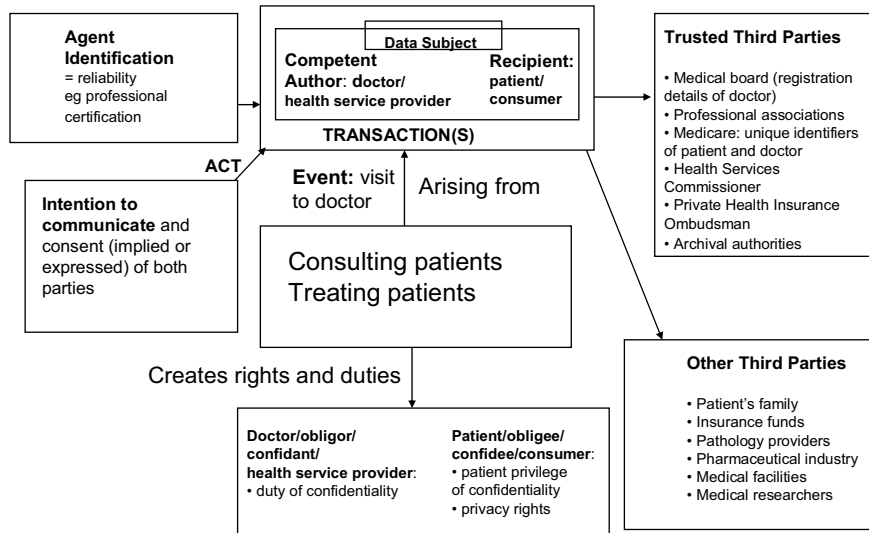 Agent
Identification
= reliability
eg professional
certification
Data Subject
Competent
Author: doctor/
health service provider
Recipient:
patient/
consumer
TRANSACTION(S)
Trusted Third Parties
• Medical board (registration
details of doctor)
• Professional associations
• Medicare: unique identifiers
of patient and doctor
• Health Services
Commissioner
• Private Health Insurance
Ombudsman
• Archival authorities
ACT
Intention to
communicate and
consent (implied or
expressed) of both
parties
Event: visit
to doctor
Arising from
Consulting patients
Treating patients
Creates rights and duties
Doctor/obligor/
confidant/
health service provider:
• duty of confidentiality
Patient/obligee/
confidee/consumer:
• patient privilege
of confidentiality
• privacy rights
Other Third Parties
• Patient's family
• Insurance funds
• Pathology providers
• Pharmaceutical industry
• Medical facilities
• Medical researchers